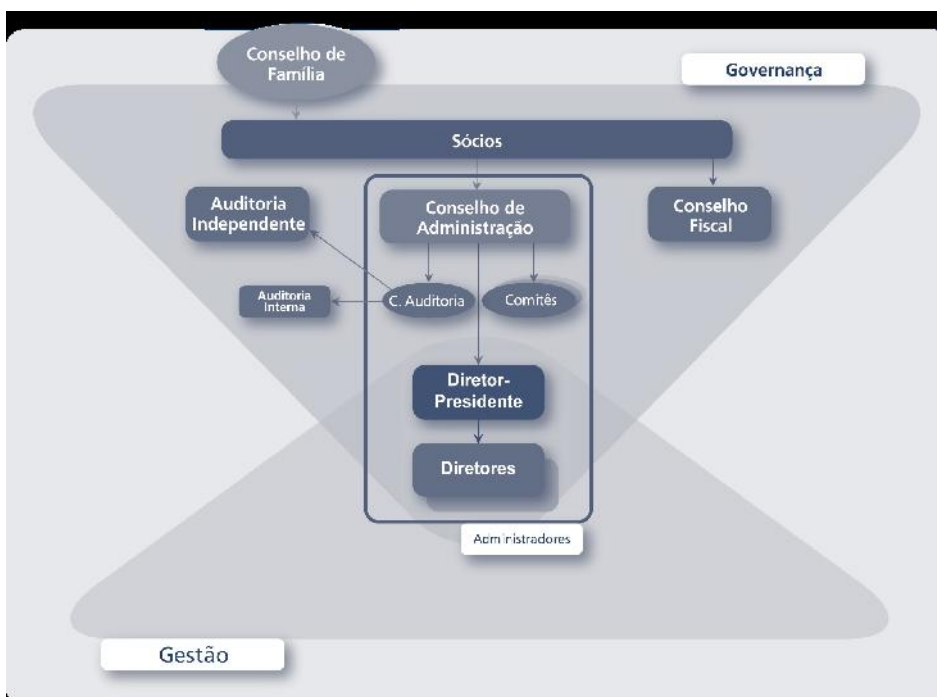 Conselho de
Família
Governança
Sócios
Auditoria
Independente
Conselho de
Administração
Conselho
Fiscal
Auditoria
Interna
C. Auditoria
Comitês
Diretor-
Presidente
Diretores
Administradores
Gestão